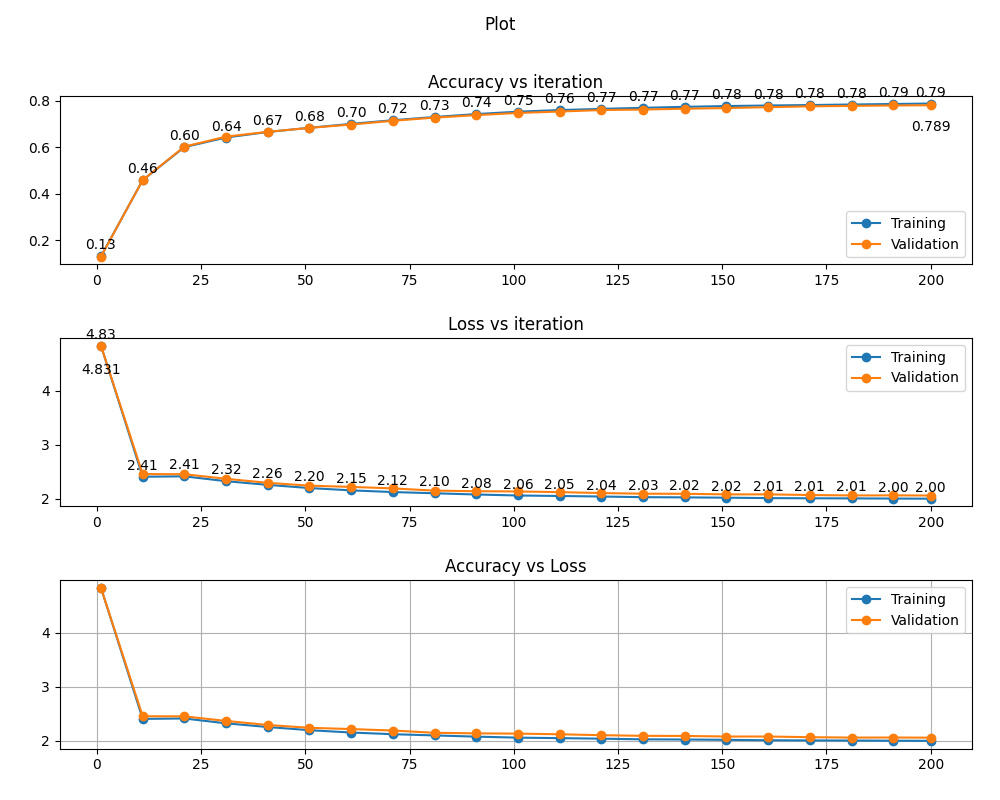 Plot
Accuracy vs iteration
0.13 0.46 0.60 0.64 0.67 0.68 0.70 0.72 0.73 0.74 0.75 0.76 0.77 0.77 0.77 0.78 0.78 0.78 0.78 0.79 0.79
0.789
0.8
0.6
0.4
0.2
Training
Validation
0 25 50 75 100 125 150 175 200
Loss vs iteration
4.83
4.831
2.41 2.41 2.32 2.26 2.20 2.15 2.12 2.10 2.08 2.06 2.05 2.04 2.03 2.02 2.02 2.01 2.01 2.01 2.00 2.00
4
3
2
Training
Validation
0 25 50 75 100 125 150 175 200
Accuracy vs Loss
4
3
2
Training
Validation
0 25 50 75 100 125 150 175 200